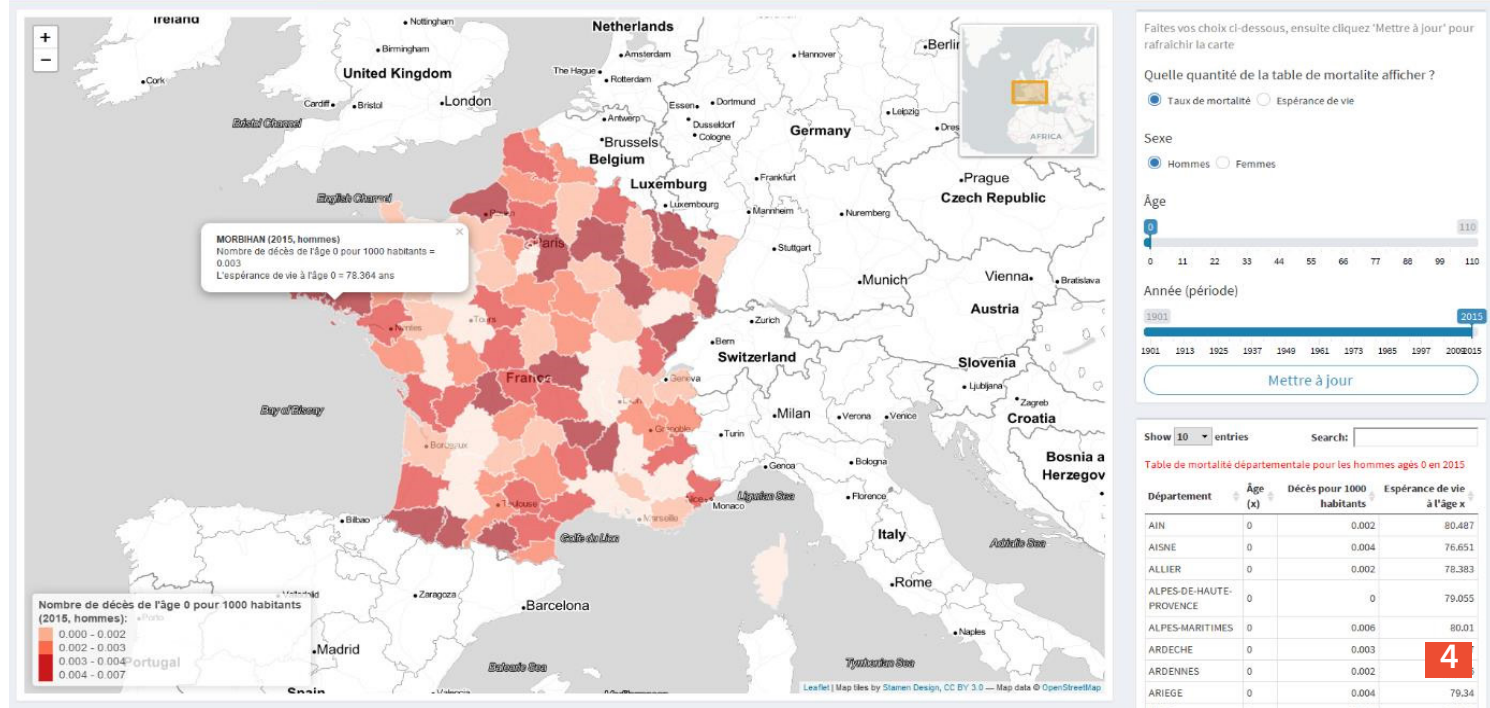 +
−
Ireland
Nottingham
Birmingham
United Kingdom
Cork
Cardiff
Bristol
London
Bristol Channel
English Channel
Netherlands
Amsterdam
The Hague
Rotterdam
Hannover
Berlin
Essen
Dortmund
Antwerp
Dusseldorf
Cologne
Leipzig
Brussels
Belgium
Germany
Luxemburg
Luxembourg
Frankfurt
Prague
Czech Republic
Mannheim
Nuremberg
Stuttgart
Munich
Vienna
Bratislava
Austria
Zurich
Bern
Switzerland
Slovenia
Ljubljana
Zagreb
Croatia
Geneva
Milan
Verona
Venice
Turin
Bosnia a
Herzegov
Genoa
Bologna
Florence
Ligurian Sea
Monaco
Nice
Italy
Adriatic Sea
Rome
Naples
Tyrrhenian Sea
Paris
Nantes
Tours
France
Grenoble
Bordeaux
Toulouse
Marseille
Bay of Biscay
Bilbao
Golfe du Lion
Zaragoza
Barcelona
Valladolid
Porto
Portugal
Madrid
Balearic Sea
Spain
Valencia
AFRICA
×
MORBIHAN (2015, hommes)
Nombre de décès de l'âge 0 pour 1000 habitants =
0.003
L'espérance de vie à l'âge 0 = 78.364 ans
Nombre de décès de l'âge 0 pour 1000 habitants
(2015, hommes):
0.000 - 0.002
0.002 - 0.003
0.003 - 0.004
0.004 - 0.007
Leaflet | Map tiles by Stamen Design, CC BY 3.0 — Map data © OpenStreetMap
Faites vos choix ci-dessous, ensuite cliquez 'Mettre à jour' pour
rafraichir la carte
Quelle quantité de la table de mortalite afficher ?
Taux de mortalité Espérance de vie
Sexe
Hommes Femmes
Âge
0 110
0 11 22 33 44 55 66 77 88 99 110
Année (période)
1901 2015
1901 1913 1925 1937 1949 1961 1973 1985 1997 2009 2015
Mettre à jour
Show 10 entries Search:
Table de mortalité départementale pour les hommes agés 0 en 2015
Département Âge (x) Décès pour 1000 habitants Espérance de vie à l'âge x
AIN 0 0.002 80.487
AISNE 0 0.004 76.651
ALLIER 0 0.002 78.383
ALPES-DE-HAUTE-
PROVENCE 0 0 79.055
ALPES-MARITIMES 0 0.006 80.01
ARDECHE 0 0.003
ARDENNES 0 0.002
ARIEGE 0 0.004 79.34
4